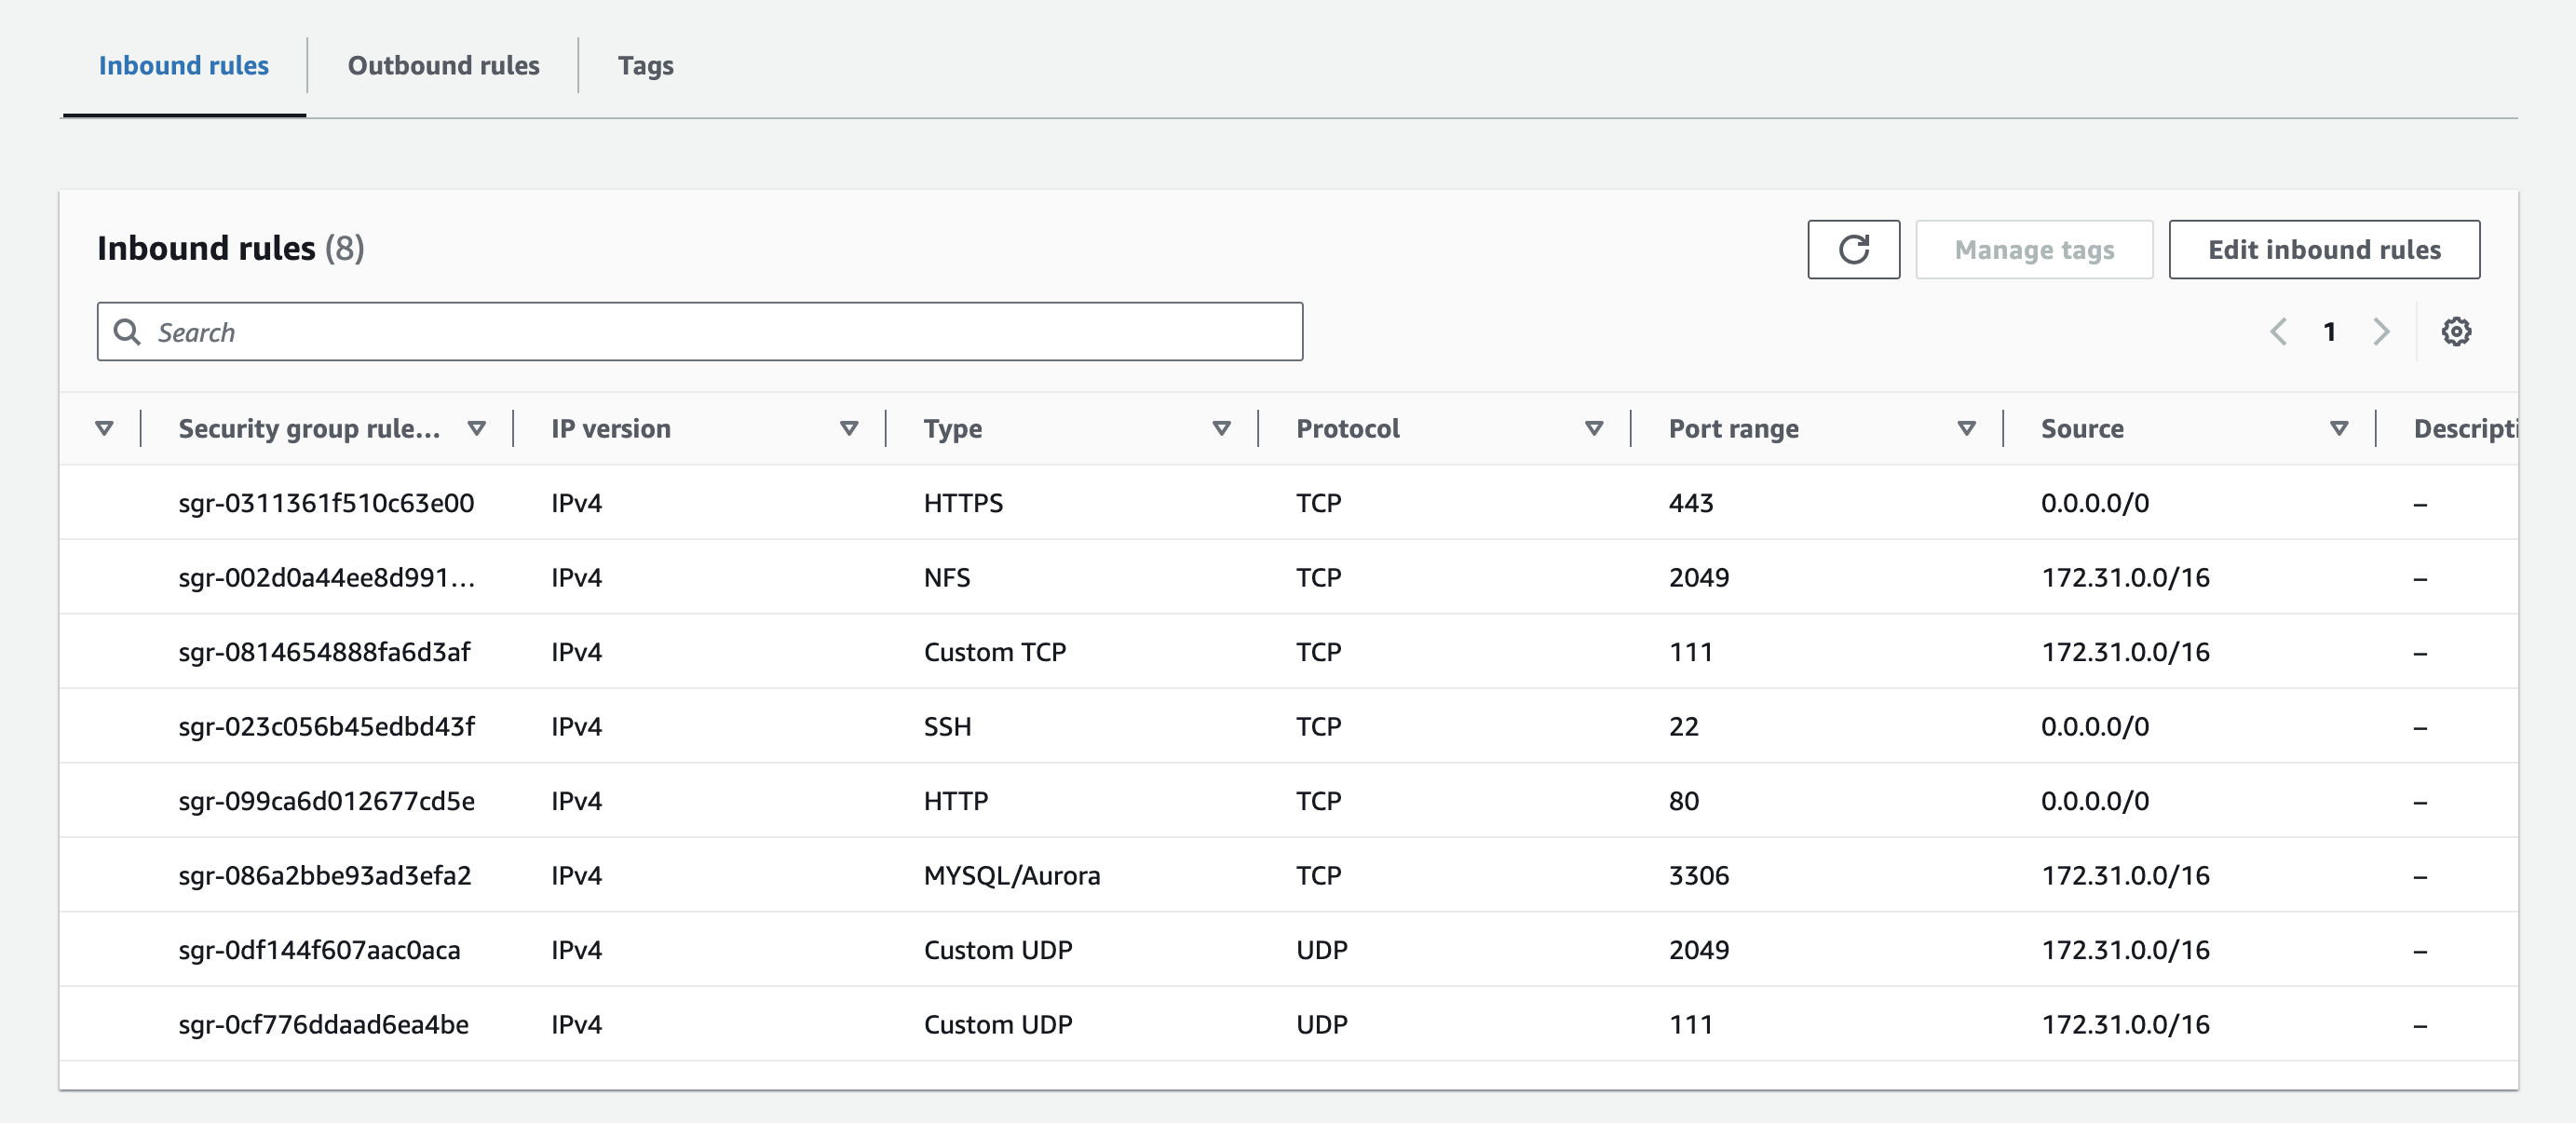 Inbound rules Outbound rules Tags
Inbound rules (8)
Manage tags Edit inbound rules
Search
1
Security group rule... IP version Type Protocol Port range Source Descripti
sgr-0311361f510c63e00 IPv4 HTTPS TCP 443 0.0.0.0/0 –
sgr-002d0a44ee8d991... IPv4 NFS TCP 2049 172.31.0.0/16 –
sgr-0814654888fa6d3af IPv4 Custom TCP TCP 111 172.31.0.0/16 –
sgr-023c056b45edbd43f IPv4 SSH TCP 22 0.0.0.0/0 –
sgr-099ca6d012677cd5e IPv4 HTTP TCP 80 0.0.0.0/0 –
sgr-086a2bbe93ad3efa2 IPv4 MYSQL/Aurora TCP 3306 172.31.0.0/16 –
sgr-0df144f607aac0aca IPv4 Custom UDP UDP 2049 172.31.0.0/16 –
sgr-0cf776ddaad6ea4be IPv4 Custom UDP UDP 111 172.31.0.0/16 –